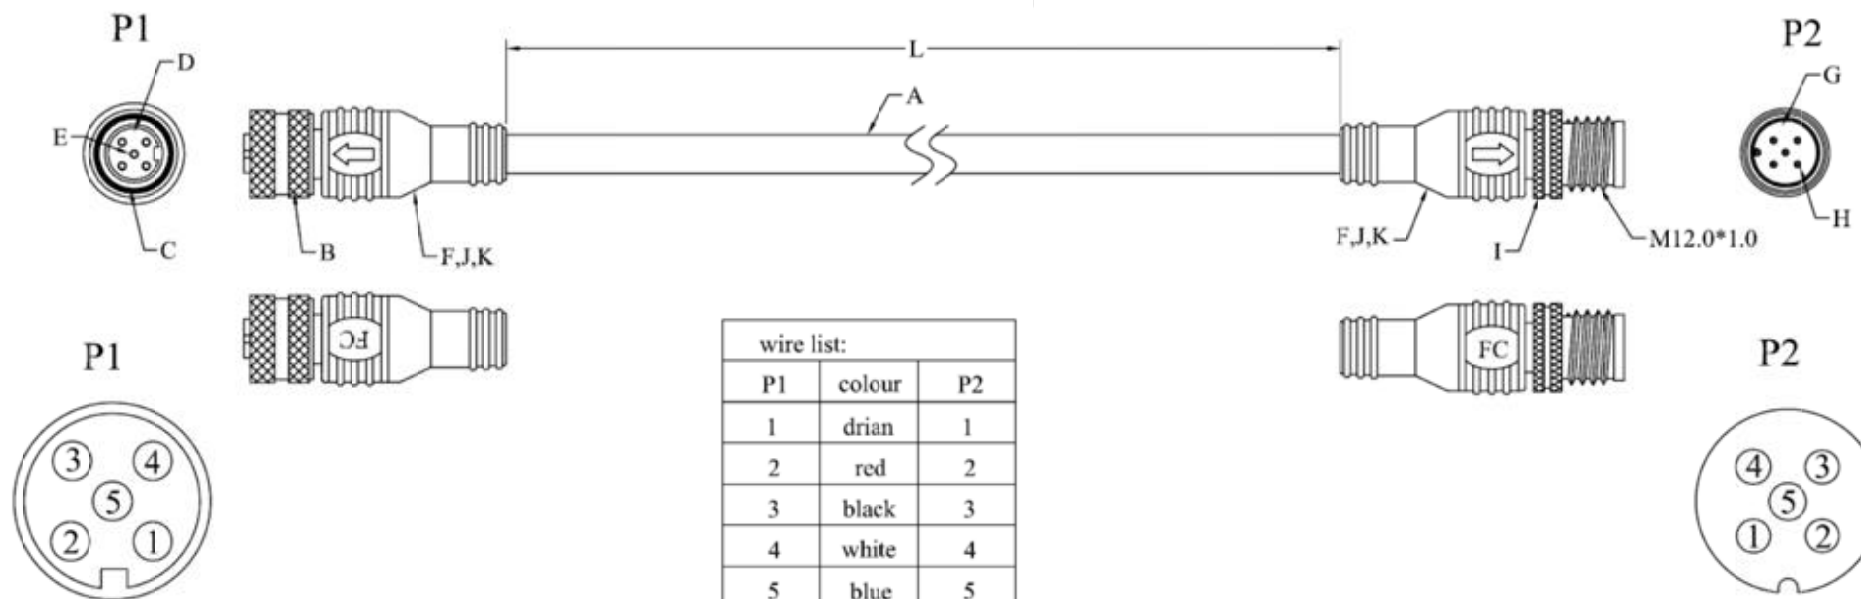 P1
P2
L
D
G
A
E
C
B
F,J,K
F,J,K
I
M12.0*1.0
H
FC
FC
P1
P2
wire list:
P1 colour P2
1 drian 1
2 red 2
3 black 3
4 white 4
5 blue 5
3 4
5
2 1
4 3
5
1 2